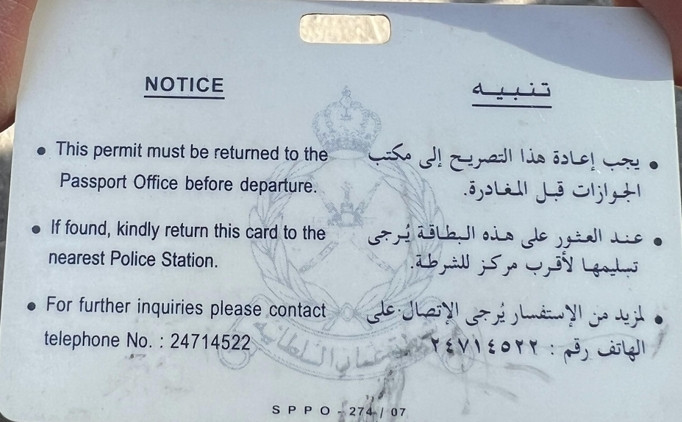 NOTICE
• This permit must be returned to the
Passport Office before departure.
• If found, kindly return this card to the
nearest Police Station.
• For further inquiries please contact
telephone No. : 24714522
تنبيه
• يجب إعادة هذا التصريح إلى مكتب
الجوازات قبل المغادرة.
• عند العثور على هذه البطاقة يُرجى
تسليمها لأقرب مركز للشرطة.
• لمزيد من الإستفسار يُرجى الإتصال على
الهاتف رقم : ٢٤٧١٤٥٢٢
عمان السلطانية
SPPO - 274 / 07